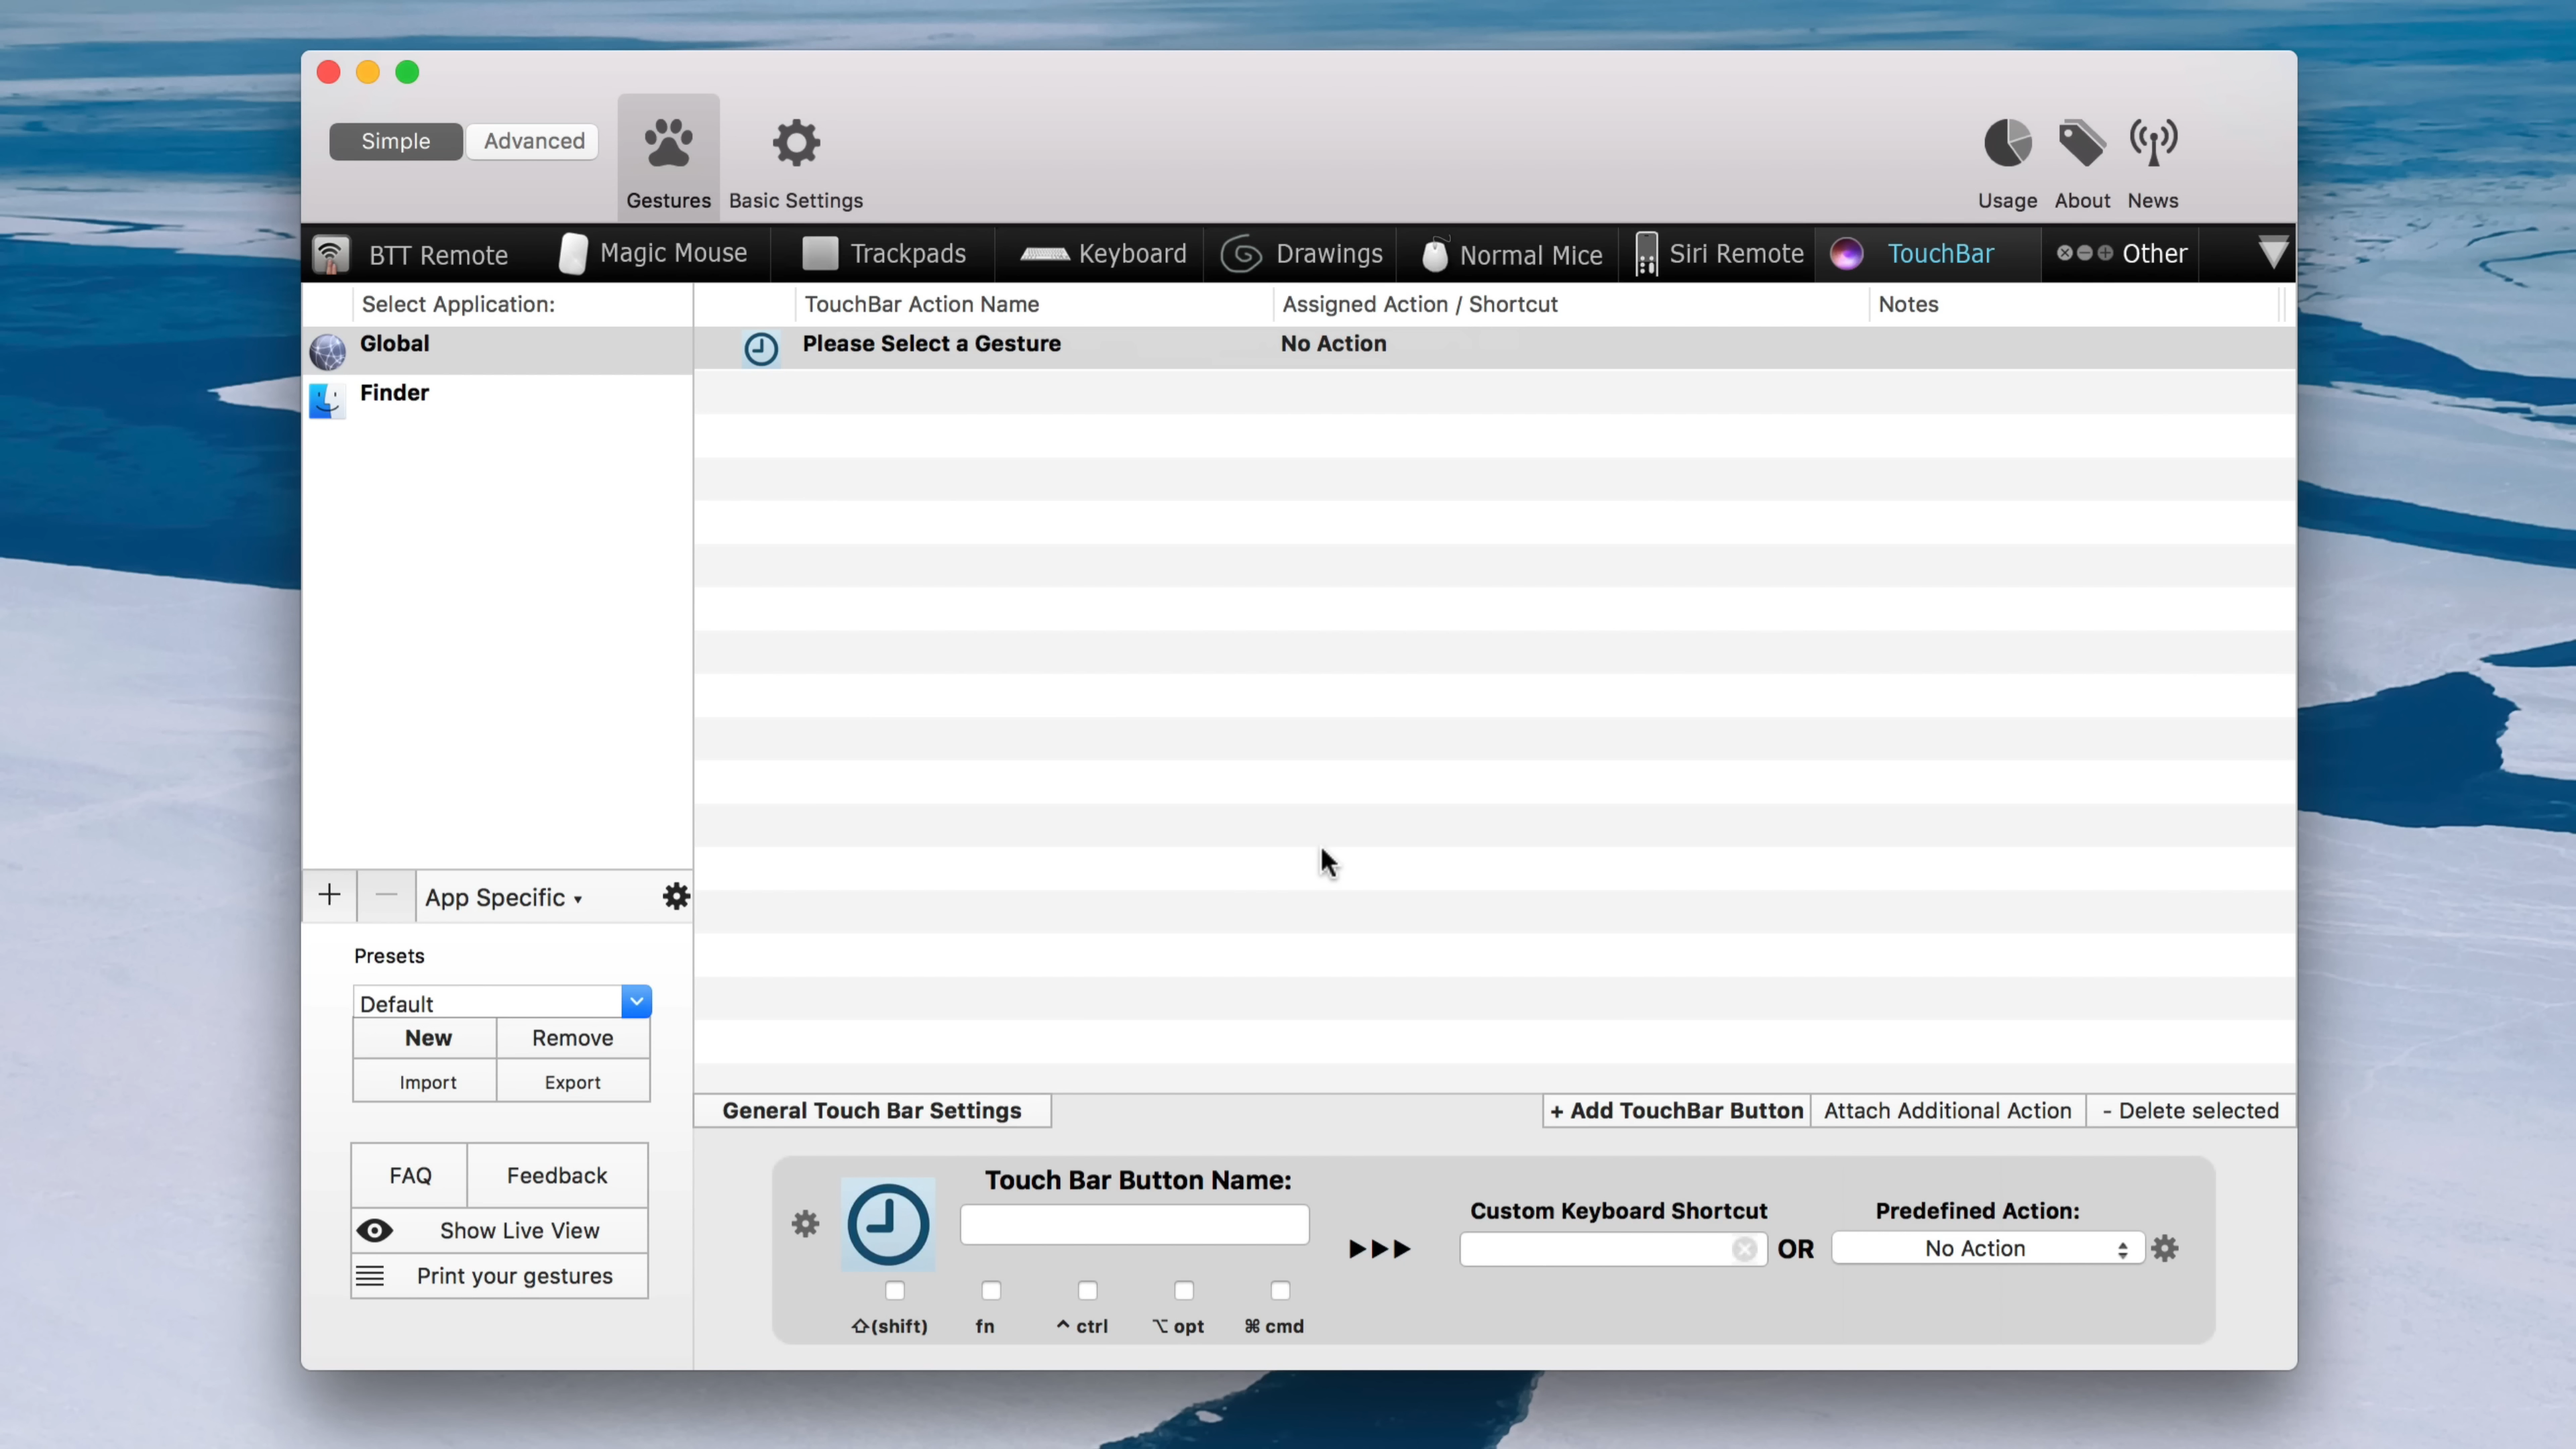 Simple
Advanced
Gestures
Basic Settings
Usage
About
News
BTT Remote
Magic Mouse
Trackpads
Keyboard
Drawings
Normal Mice
Siri Remote
TouchBar
Other
Select Application:
TouchBar Action Name
Assigned Action / Shortcut
Notes
Global
Please Select a Gesture
No Action
Finder
App Specific ▾
Presets
Default
New
Remove
Import
Export
General Touch Bar Settings
+ Add TouchBar Button
Attach Additional Action
- Delete selected
FAQ
Feedback
Show Live View
Print your gestures
Touch Bar Button Name:
Custom Keyboard Shortcut
OR
Predefined Action:
No Action
⇧(shift)
fn
^ ctrl
⌥ opt
⌘ cmd